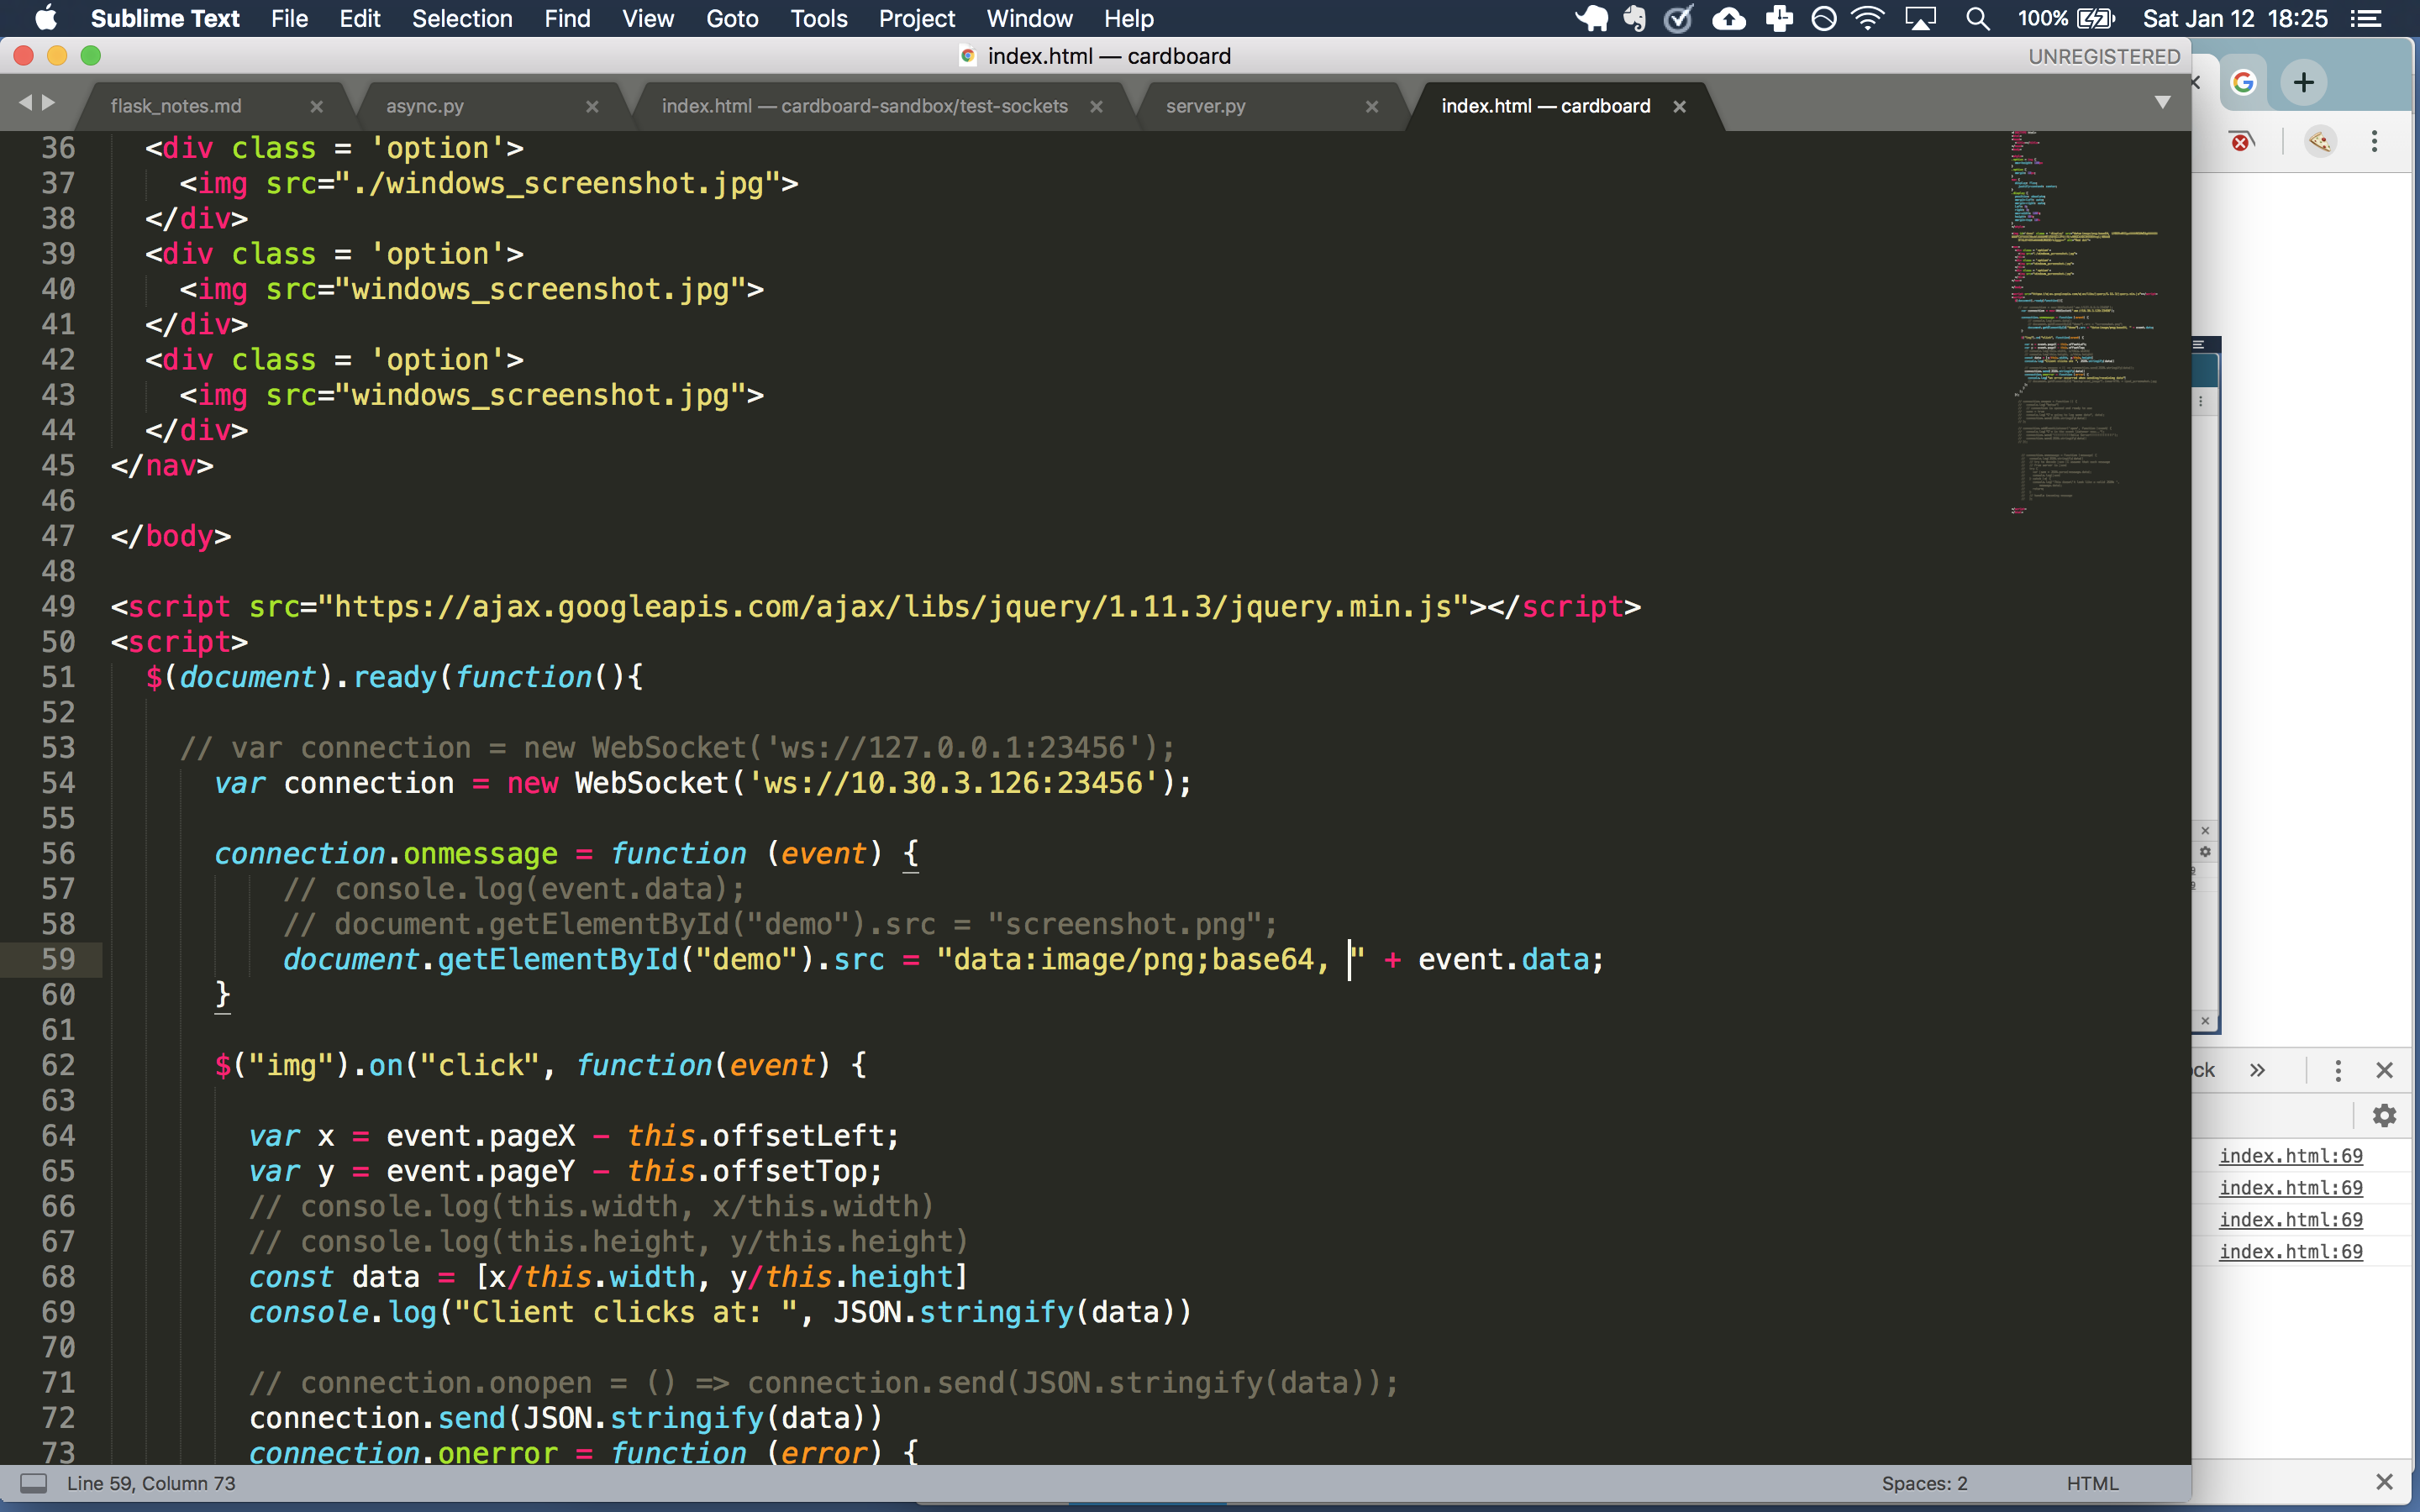 Sublime Text File Edit Selection Find View Goto Tools Project Window Help 100% Sat Jan 12 18:25
index.html — cardboard UNREGISTERED
flask_notes.md async.py index.html — cardboard-sandbox/test-sockets server.py index.html — cardboard
36 <div class = 'option'>
37 <img src="./windows_screenshot.jpg">
38 </div>
39 <div class = 'option'>
40 <img src="windows_screenshot.jpg">
41 </div>
42 <div class = 'option'>
43 <img src="windows_screenshot.jpg">
44 </div>
45 </nav>
46
47 </body>
48
49 <script src="https://ajax.googleapis.com/ajax/libs/jquery/1.11.3/jquery.min.js"></script>
50 <script>
51 $(document).ready(function(){
52
53 // var connection = new WebSocket('ws://127.0.0.1:23456');
54 var connection = new WebSocket('ws://10.30.3.126:23456');
55
56 connection.onmessage = function (event) {
57 // console.log(event.data);
58 // document.getElementById("demo").src = "screenshot.png";
59 document.getElementById("demo").src = "data:image/png;base64, " + event.data;
60 }
61
62 $("img").on("click", function(event) {
63
64 var x = event.pageX - this.offsetLeft;
65 var y = event.pageY - this.offsetTop;
66 // console.log(this.width, x/this.width)
67 // console.log(this.height, y/this.height)
68 const data = [x/this.width, y/this.height]
69 console.log("Client clicks at: ", JSON.stringify(data))
70
71 // connection.onopen = () => connection.send(JSON.stringify(data));
72 connection.send(JSON.stringify(data))
73 connection.onerror = function (error) {
Line 59, Column 73 Spaces: 2 HTML
ock
index.html:69
index.html:69
index.html:69
index.html:69